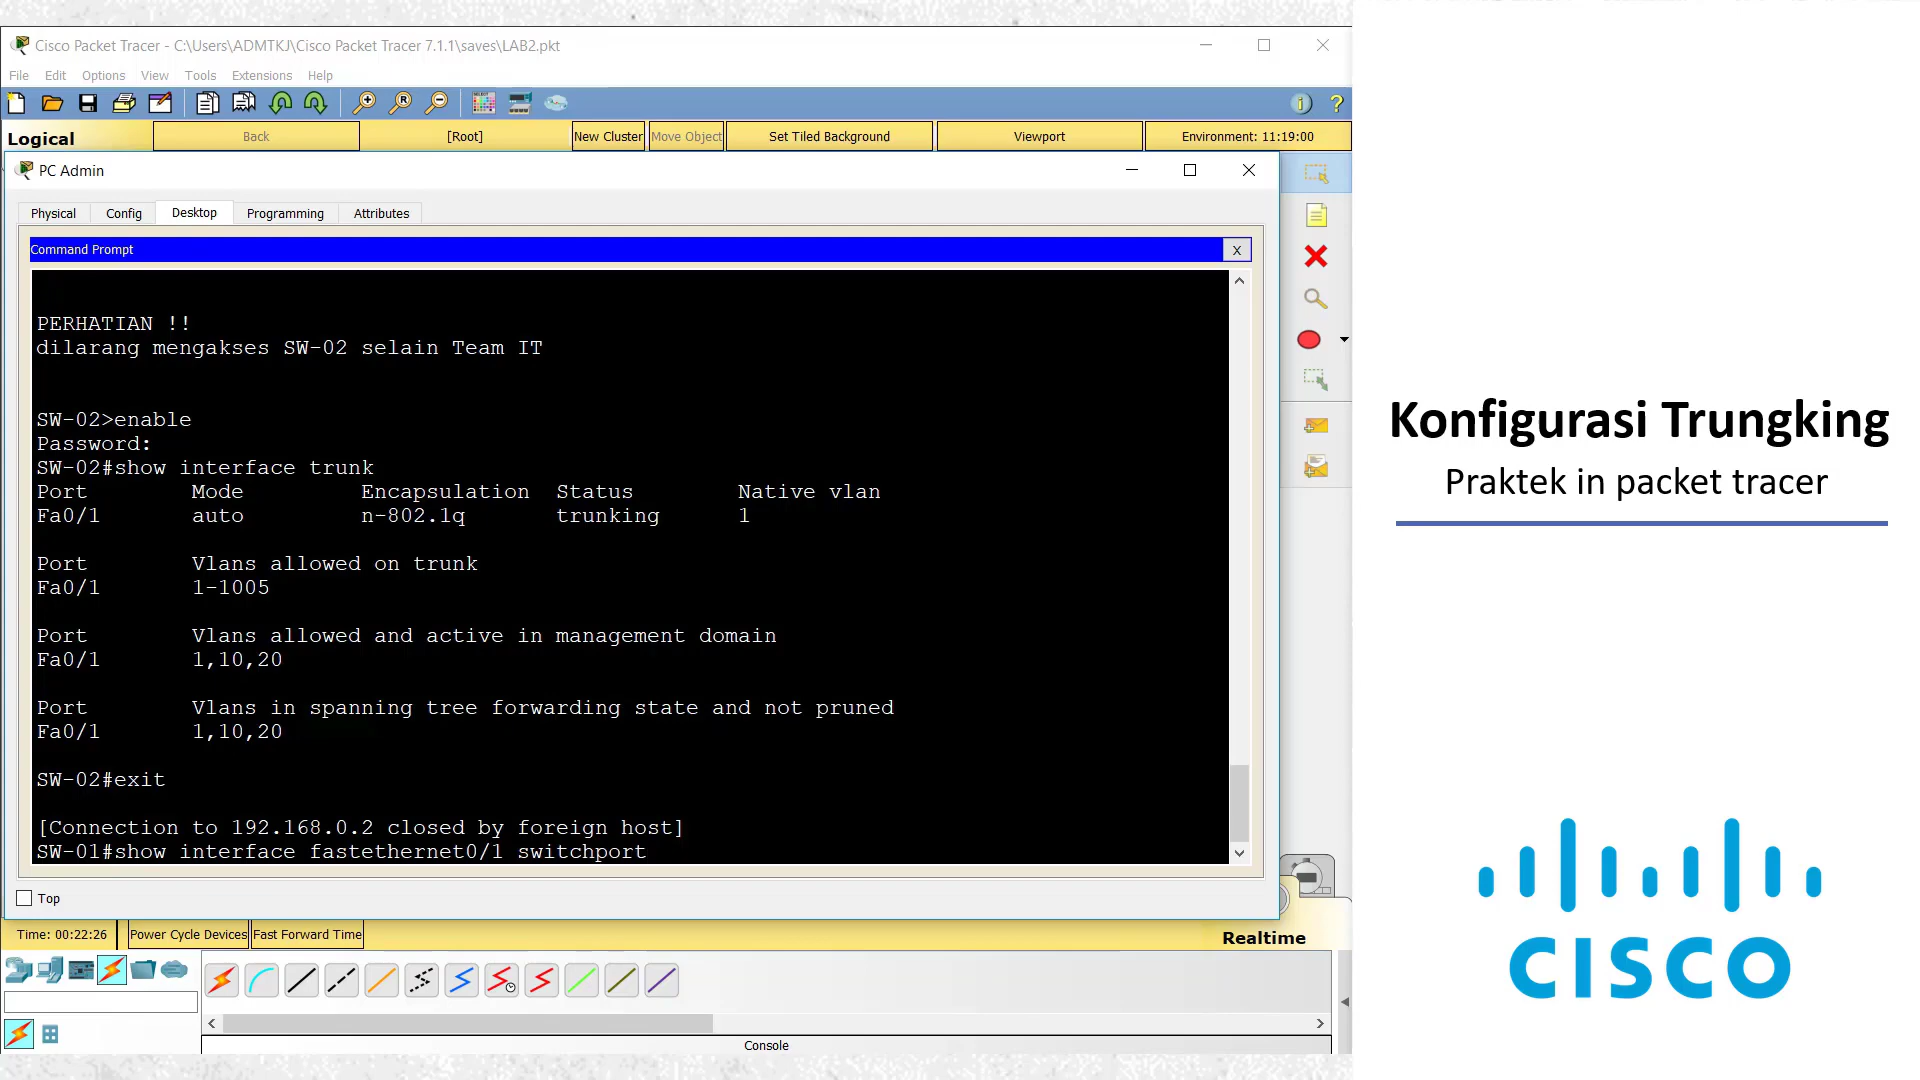 Cisco Packet Tracer - C:\Users\ADMTKJ\Cisco Packet Tracer 7.1.1\saves\LAB2.pkt
File Edit Options View Tools Extensions Help
Logical Back [Root] New Cluster Move Object Set Tiled Background Viewport Environment: 11:19:00
PC Admin
Physical Config Desktop Programming Attributes
Command Prompt X
PERHATIAN !!
dilarang mengakses SW-02 selain Team IT
SW-02>enable
Password:
SW-02#show interface trunk
Port Mode Encapsulation Status Native vlan
Fa0/1 auto n-802.1q trunking 1
Port Vlans allowed on trunk
Fa0/1 1-1005
Port Vlans allowed and active in management domain
Fa0/1 1,10,20
Port Vlans in spanning tree forwarding state and not pruned
Fa0/1 1,10,20
SW-02#exit
[Connection to 192.168.0.2 closed by foreign host]
SW-01#show interface fastethernet0/1 switchport
Top
Time: 00:22:26 Power Cycle Devices Fast Forward Time Realtime
Console
Konfigurasi Trungking
Praktek in packet tracer
CISCO